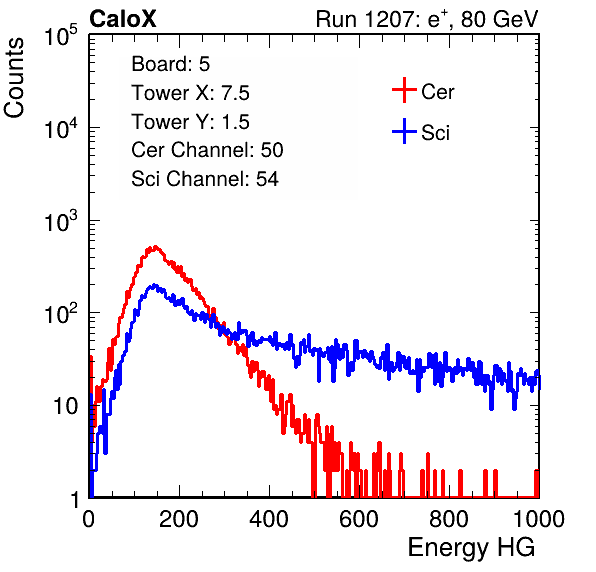 CaloX Run 1207: e⁺, 80 GeV
Counts
10⁵
10⁴
10³
10²
10
1
Board: 5
Tower X: 7.5
Tower Y: 1.5
Cer Channel: 50
Sci Channel: 54
Cer
Sci
0 200 400 600 800 1000
Energy HG